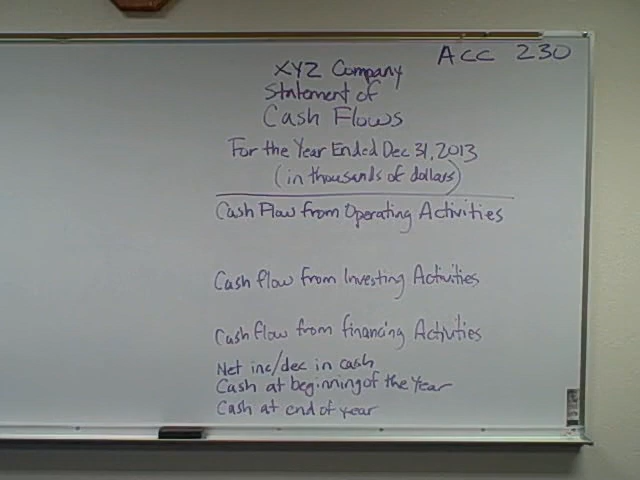 ACC 230
XYZ Company
Statement of
Cash Flows
For the Year Ended Dec 31, 2013
(in thousands of dollars)
Cash Flow from Operating Activities
Cash flow from Investing Activities
Cash flow from financing Activities
Net inc/dec in cash
Cash at beginning of the Year
Cash at end of year